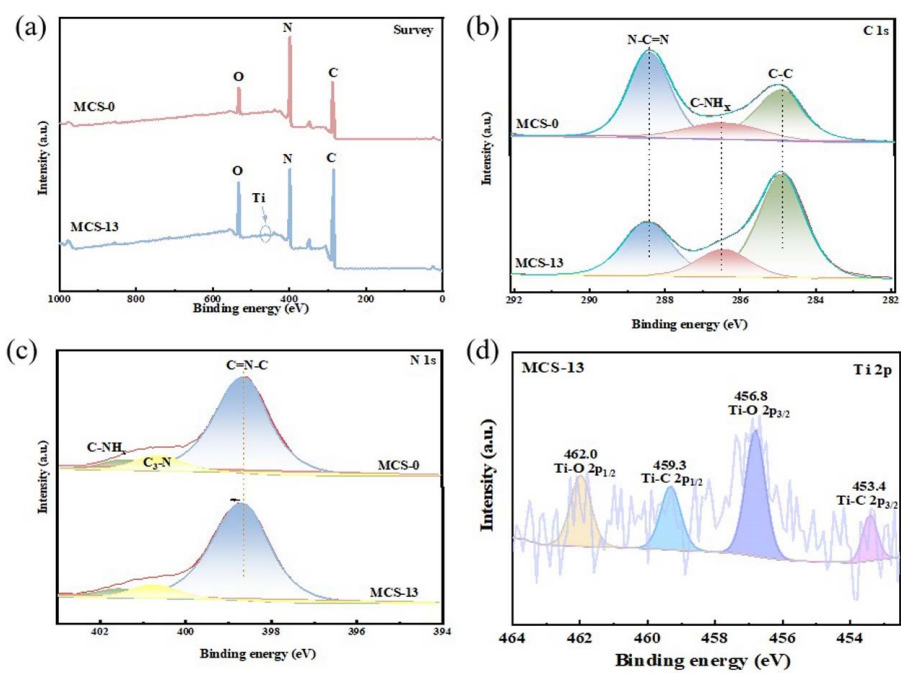 (a)
Survey
N
O
C
MCS-0
N
C
O
Ti
MCS-13
Intensity (a.u.)
1000 800 600 400 200 0
Binding energy (eV)
(b)
C 1s
N-C=N
C-C
C-NHx
MCS-0
MCS-13
Intensity (a.u.)
292 290 288 286 284 282
Binding energy (eV)
(c)
N 1s
C=N-C
C-NHx
C3-N
MCS-0
MCS-13
Intensity (a.u.)
402 400 398 396 394
Binding energy (eV)
(d)
MCS-13
Ti 2p
456.8
Ti-O 2p3/2
462.0
Ti-O 2p1/2
459.3
Ti-C 2p1/2
453.4
Ti-C 2p3/2
Intensity (a.u.)
464 462 460 458 456 454
Binding energy (eV)